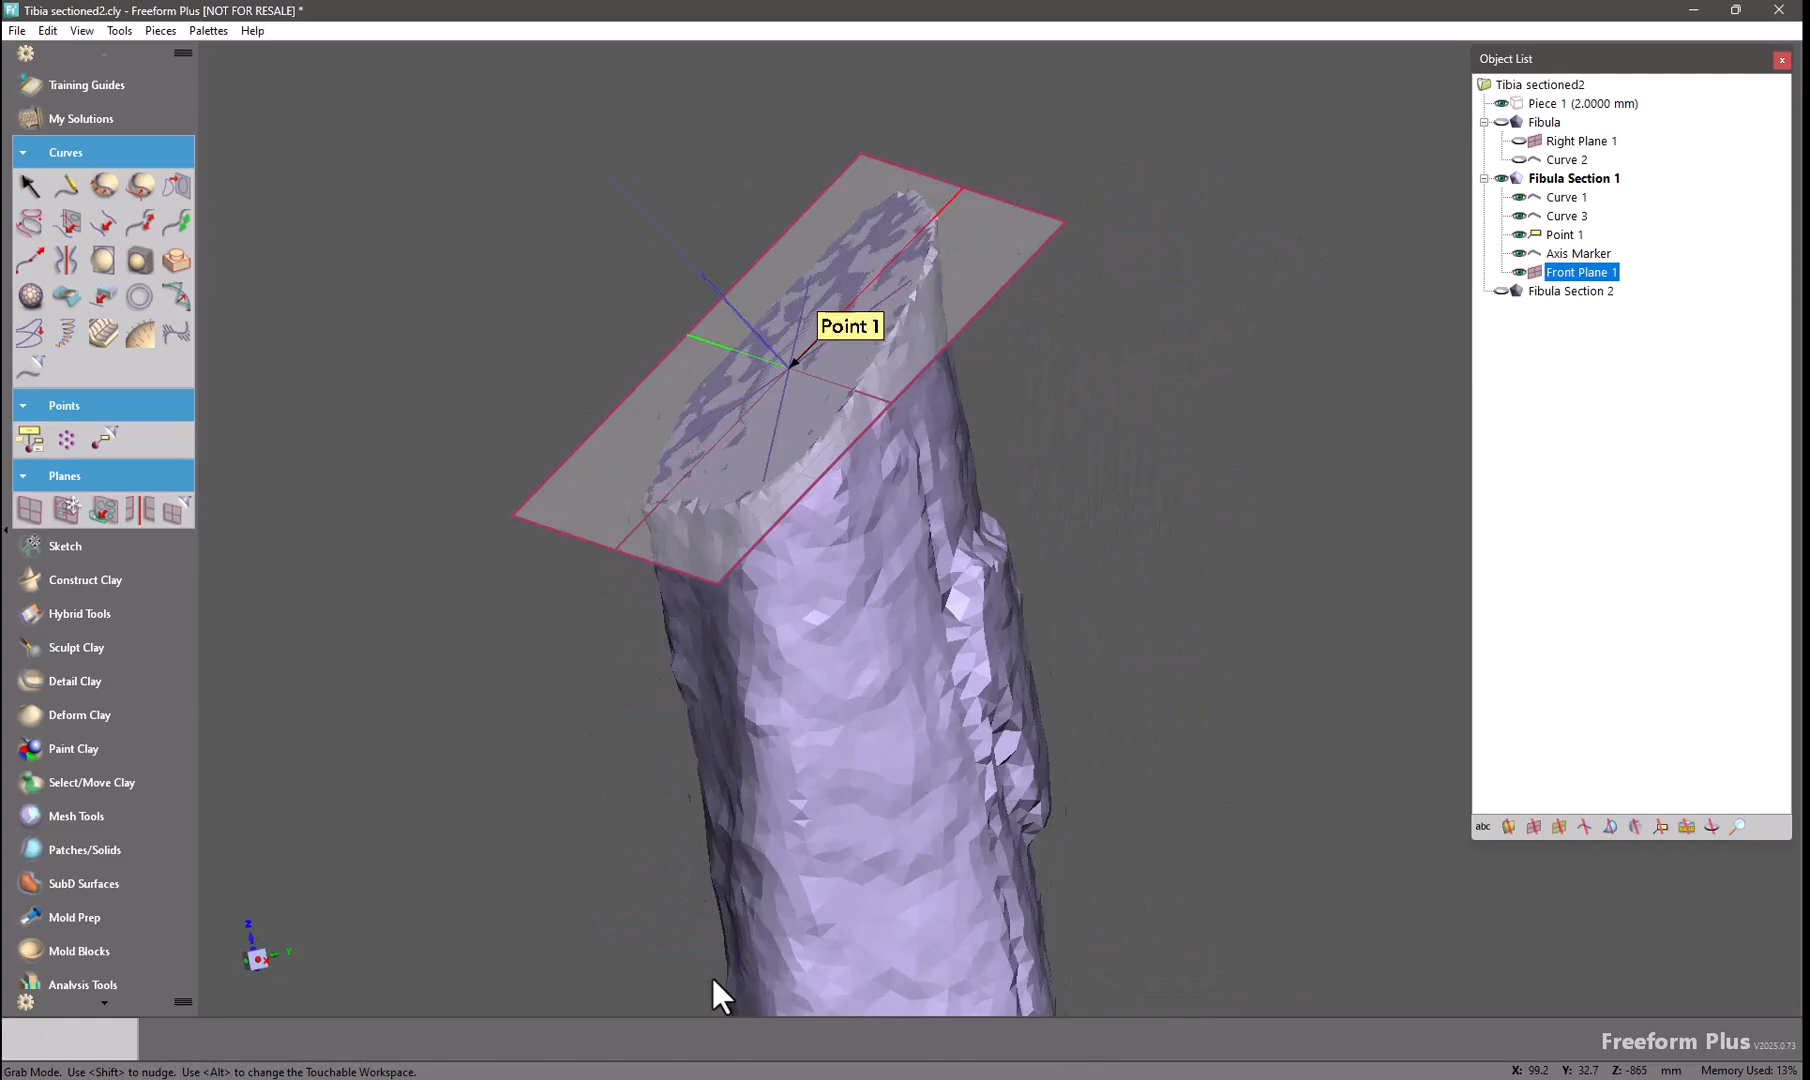 Tibia sectioned2.cly - Freeform Plus [NOT FOR RESALE] *
File Edit View Tools Pieces Palettes Help
Training Guides
My Solutions
Curves
Points
Planes
Sketch
Construct Clay
Hybrid Tools
Sculpt Clay
Detail Clay
Deform Clay
Paint Clay
Select/Move Clay
Mesh Tools
Patches/Solids
SubD Surfaces
Mold Prep
Mold Blocks
Analysis Tools
Point 1
Z
Y
X
Object List
Tibia sectioned2
Piece 1 (2.0000 mm)
Fibula
Right Plane 1
Curve 2
Fibula Section 1
Curve 1
Curve 3
Point 1
Axis Marker
Front Plane 1
Fibula Section 2
abc
Freeform Plus V2025.0.73
Grab Mode. Use <Shift> to nudge. Use <Alt> to change the Touchable Workspace.
X: 99.2 Y: 32.7 Z: -865 mm Memory Used: 13%